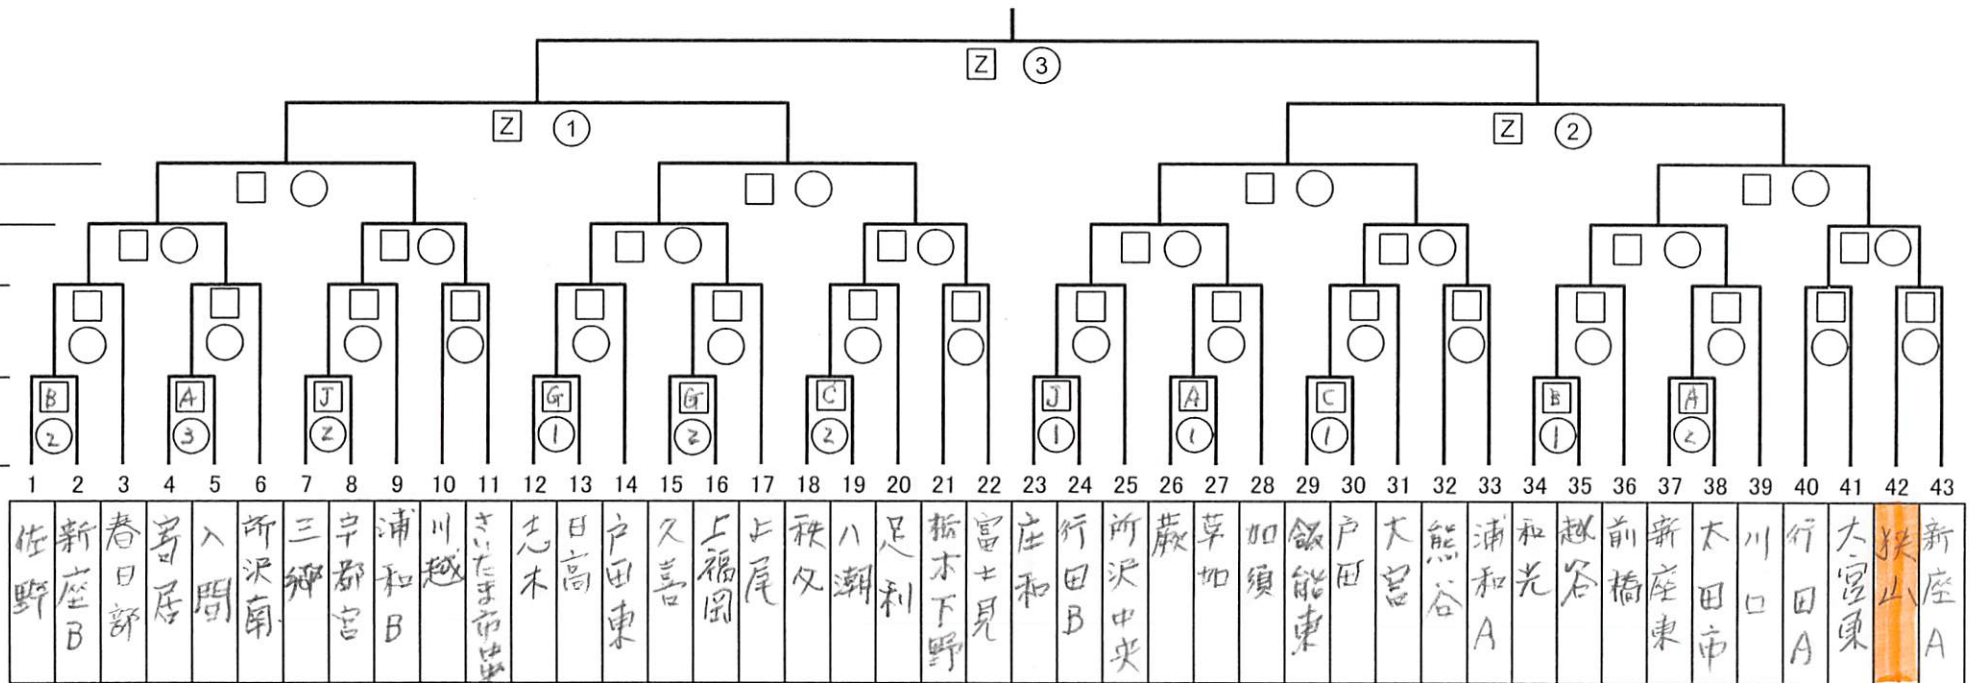 Z ③
Z ①
Z ②
B A J G G C J A C B A
② ③ ② ① ② ② ① ① ① ① ②
1 2 3 4 5 6 7 8 9 10 11 12 13 14 15 16 17 18 19 20 21 22 23 24 25 26 27 28 29 30 31 32 33 34 35 36 37 38 39 40 41 42 43
佐野
新座B
春日部
寄居
入間
所沢南
三郷
宇都宮
浦和B
川越
さいたま市中央
志木
日高
戸田東
久喜
上福岡
上尾
秩父
八潮
足利
栃木下野
富士見
庄和
行田B
所沢中央
蕨
草加
加須
飯能東
戸田
大宮
熊谷
浦和A
和光
越谷
前橋
新座東
太田市
川口
行田A
大宮東
狭山
新座A